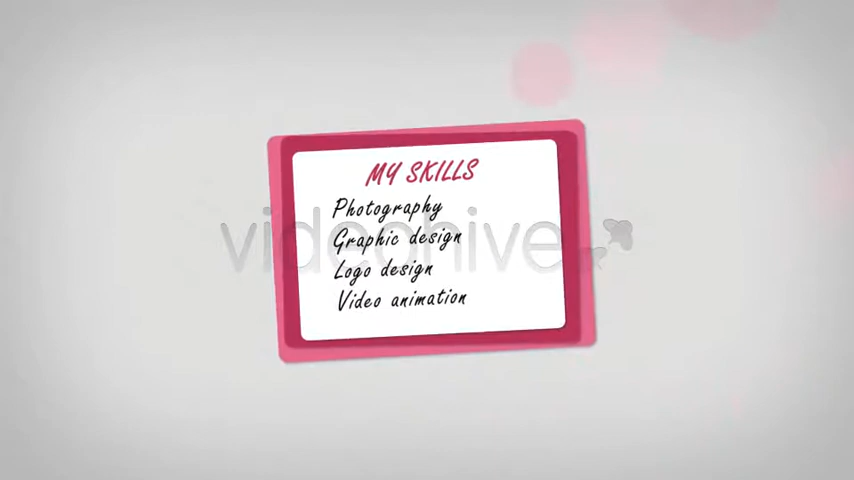 MY SKILLS
Photography
Graphic design
Logo design
Video animation
videohive